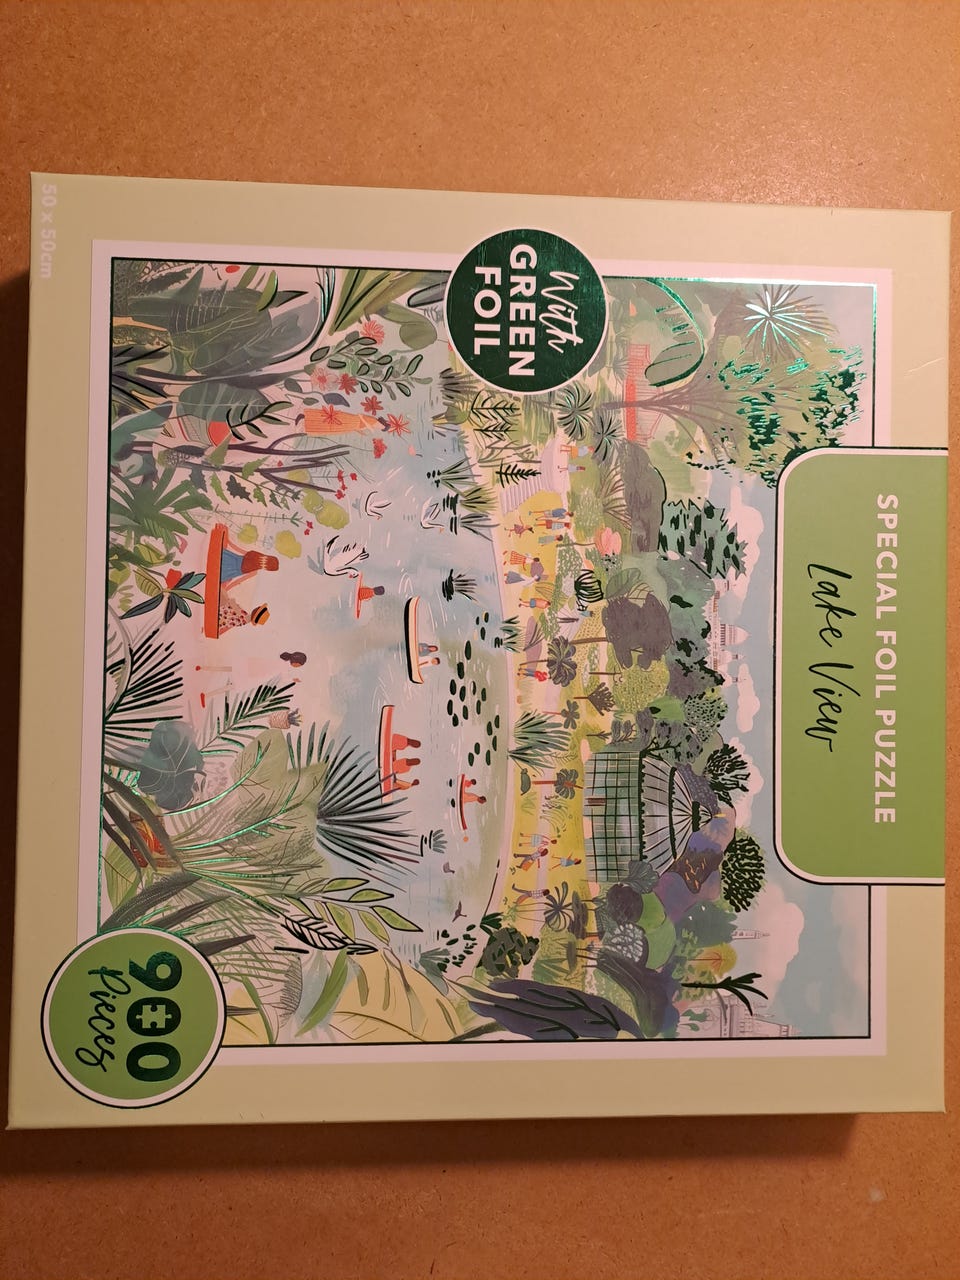 SPECIAL FOIL PUZZLE
Lake View
With
GREEN
FOIL
900
Pieces
50 x 50cm